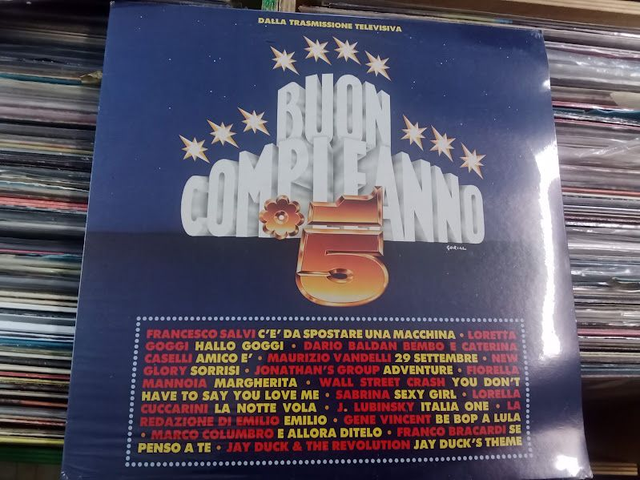 DALLA TRASMISSIONE TELEVISIVA
BUON
COMPLEANNO
5
FRANCESCO SALVI C'E' DA SPOSTARE UNA MACCHINA • LORETTA
GOGGI HALLO GOGGI • DARIO BALDAN BEMBO E CATERINA
CASELLI AMICO E' • MAURIZIO VANDELLI 29 SETTEMBRE • NEW
GLORY SORRISI • JONATHAN'S GROUP ADVENTURE • FIORELLA
MANNOIA MARGHERITA • WALL STREET CRASH YOU DON'T
HAVE TO SAY YOU LOVE ME • SABRINA SEXY GIRL • LORELLA
CUCCARINI LA NOTTE VOLA • J. LUBINSKY ITALIA ONE • LA
REDAZIONE DI EMILIO EMILIO • GENE VINCENT BE BOP A LULA
• MARCO COLUMBRO E ALLORA DITELO • FRANCO BRACARDI SE
PENSO A TE • JAY DUCK & THE REVOLUTION JAY DUCK'S THEME